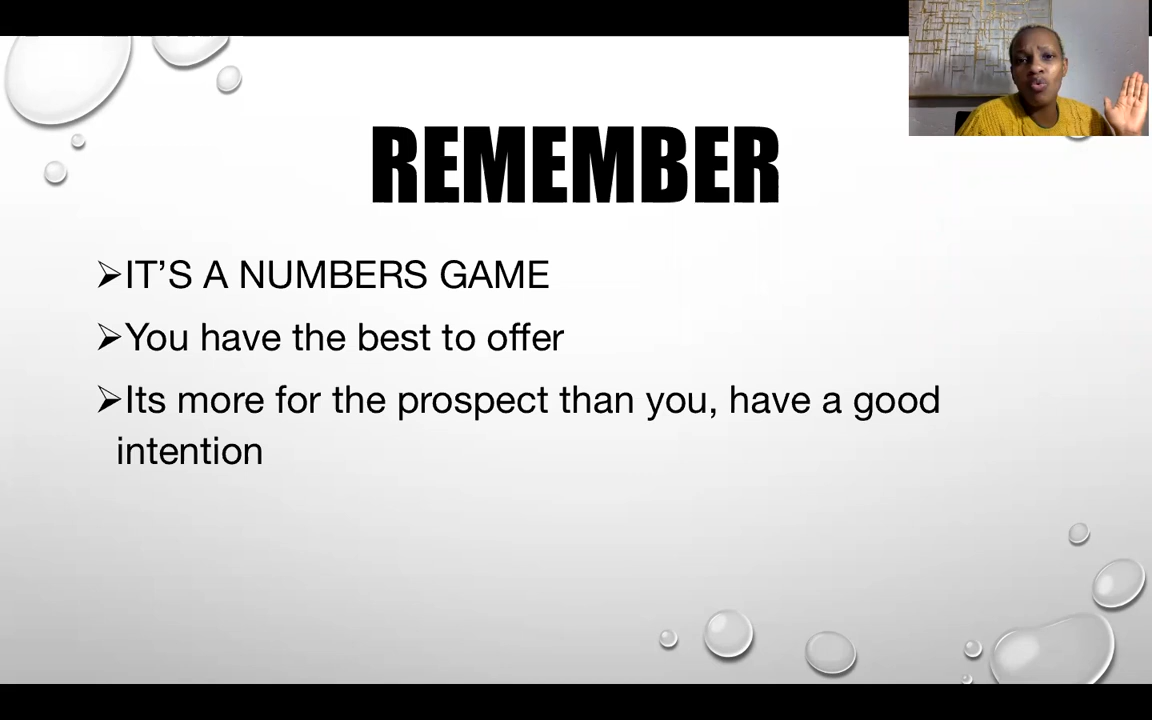 REMEMBER
➢IT’S A NUMBERS GAME
➢You have the best to offer
➢Its more for the prospect than you, have a good
intention